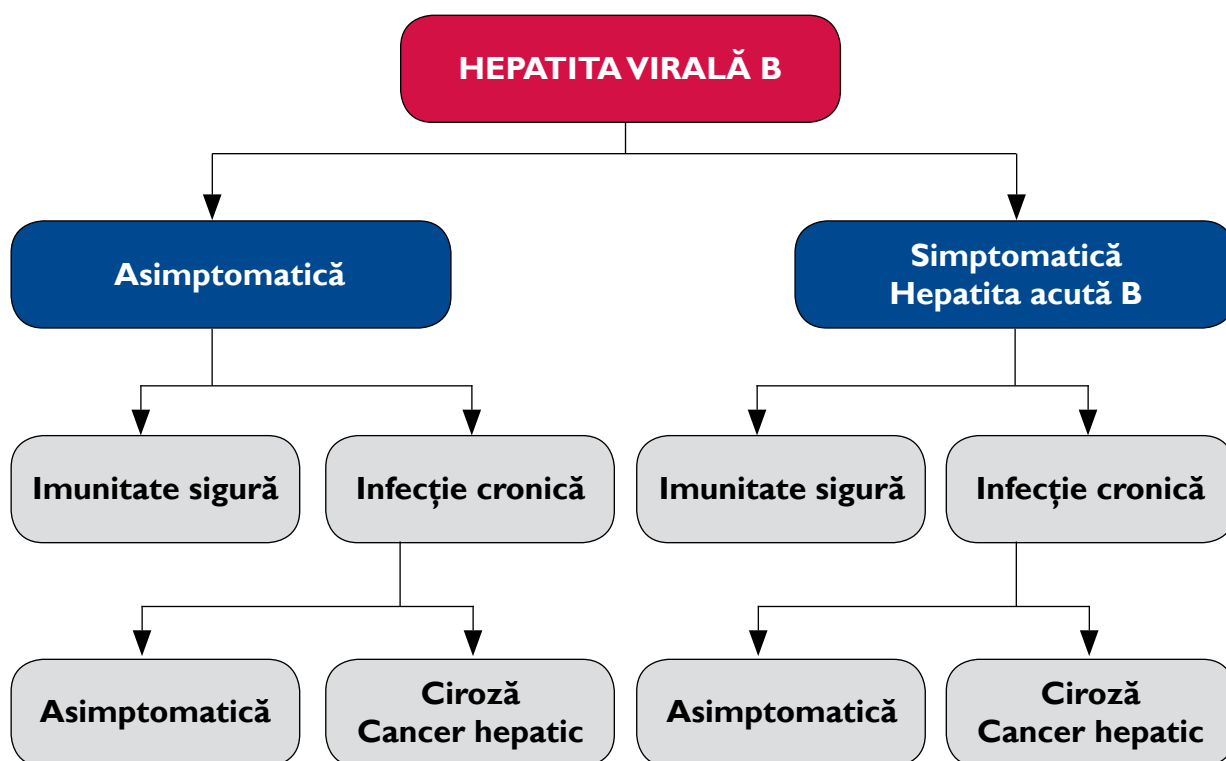 HEPATITA VIRALĂ B
Asimptomatică
Simptomatică
Hepatita acută B
Imunitate sigură
Infecție cronică
Imunitate sigură
Infecție cronică
Asimptomatică
Ciroză
Cancer hepatic
Asimptomatică
Ciroză
Cancer hepatic